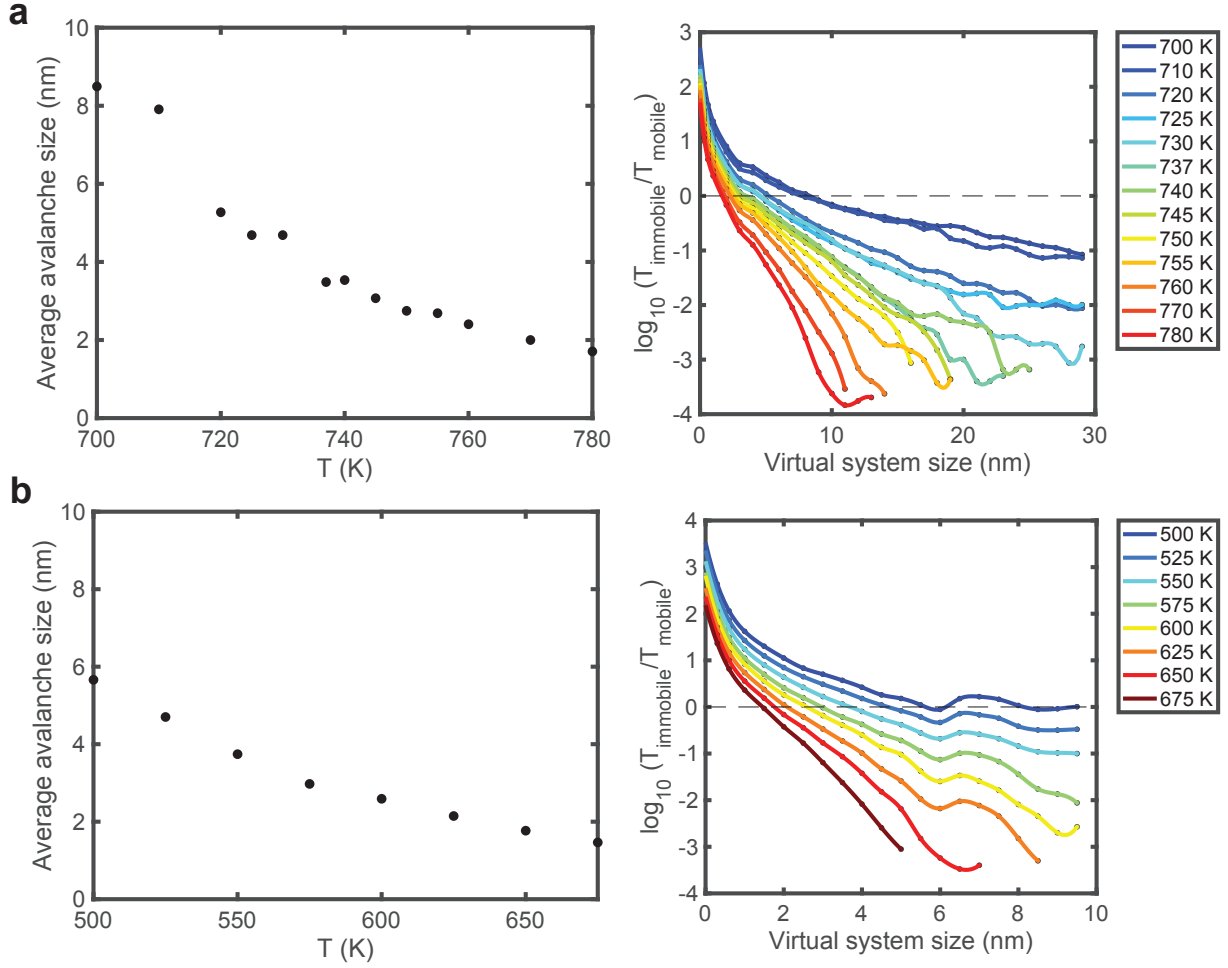 a
Average avalanche size (nm)
10
8
6
4
2
0
700
720
740
760
780
T (K)
log10 (Timmobile/Tmobile)
3
2
1
0
-1
-2
-3
-4
0
10
20
30
Virtual system size (nm)
700 K
710 K
720 K
725 K
730 K
737 K
740 K
745 K
750 K
755 K
760 K
770 K
780 K
b
Average avalanche size (nm)
10
8
6
4
2
0
500
550
600
650
T (K)
log10 (Timmobile/Tmobile)
4
3
2
1
0
-1
-2
-3
-4
0
2
4
6
8
10
Virtual system size (nm)
500 K
525 K
550 K
575 K
600 K
625 K
650 K
675 K